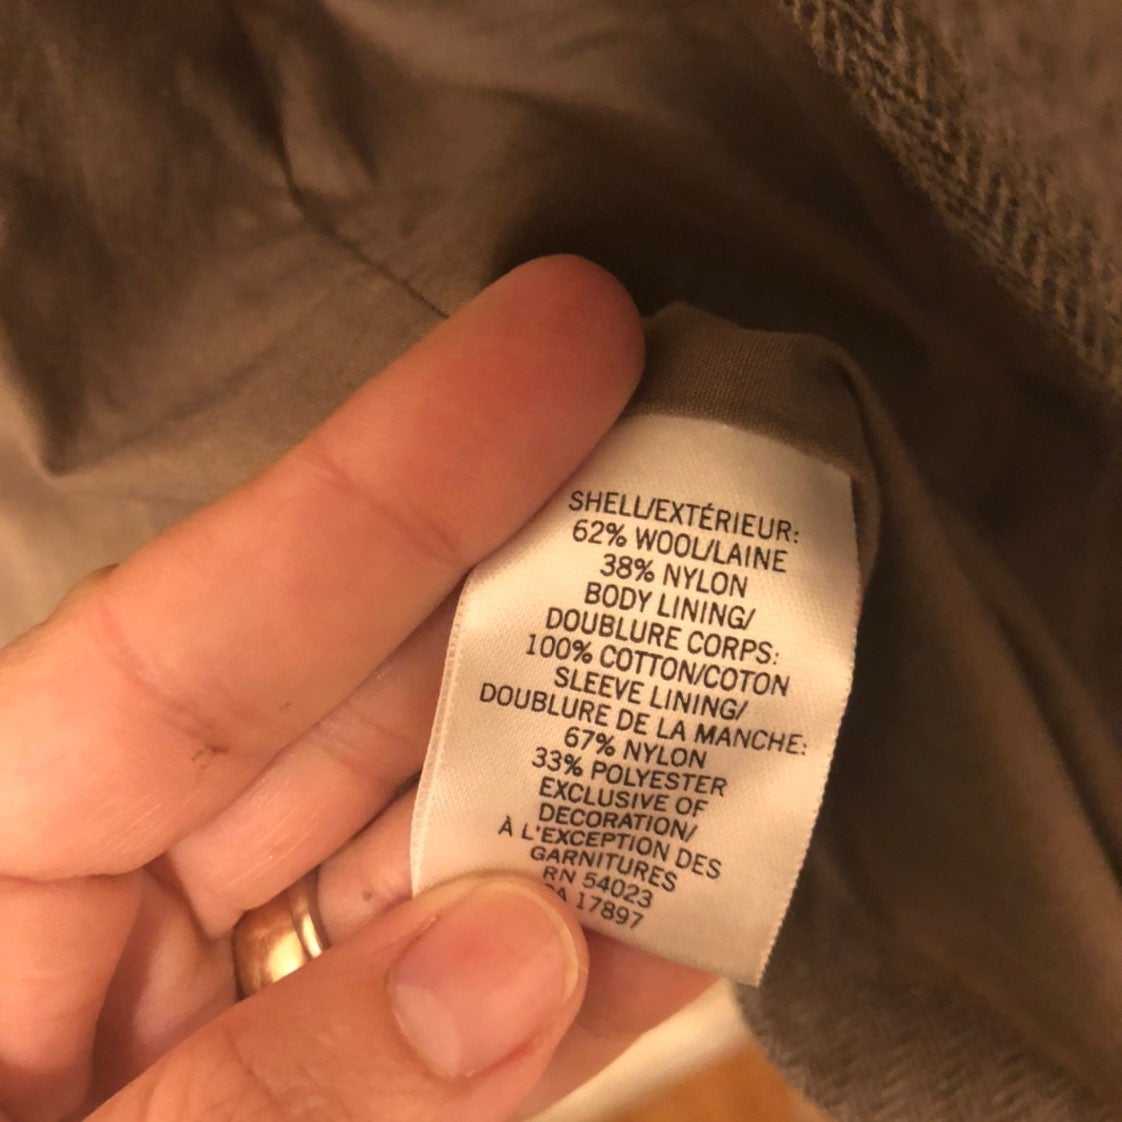 SHELL/EXTÉRIEUR:
62% WOOL/LAINE
38% NYLON
BODY LINING/
DOUBLURE CORPS:
100% COTTON/COTON
SLEEVE LINING/
DOUBLURE DE LA MANCHE:
67% NYLON
33% POLYESTER
EXCLUSIVE OF
DECORATION/
À L'EXCEPTION DES
GARNITURES
RN 54023
17897